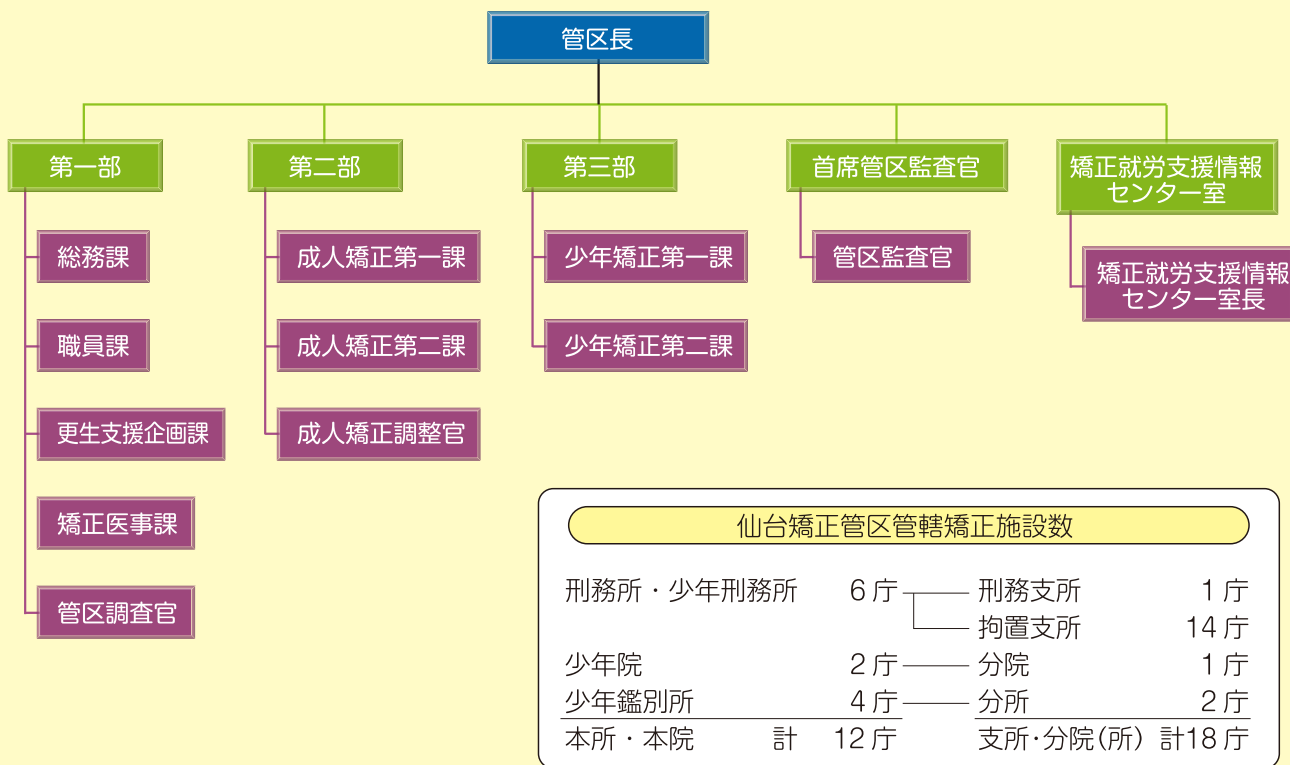 管区長
第一部
第二部
第三部
首席管区監査官
矯正就労支援情報
センター室
総務課
職員課
更生支援企画課
矯正医事課
管区調査官
成人矯正第一課
成人矯正第二課
成人矯正調整官
少年矯正第一課
少年矯正第二課
管区監査官
矯正就労支援情報
センター室長
仙台矯正管区管轄矯正施設数
刑務所・少年刑務所 6庁 刑務支所 1庁
拘置支所 14庁
少年院 2庁 分院 1庁
少年鑑別所 4庁 分所 2庁
本所・本院 計 12庁 支所・分院(所) 計18庁